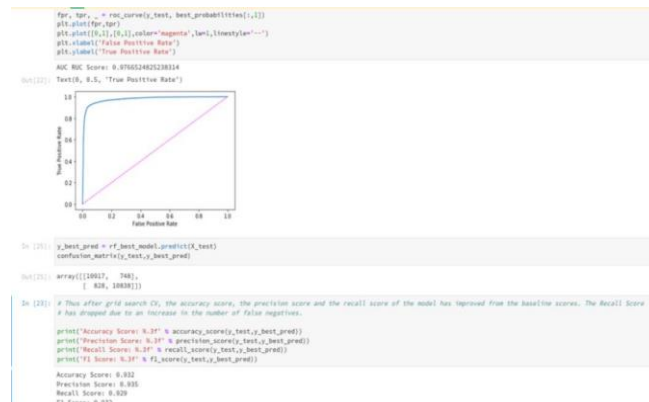 fpr, tpr, _ = roc_curve(y_test, best_probabilities[:,1])
plt.plot(fpr,tpr)
plt.plot([0,1],[0,1],color='magenta',lw=1,linestyle='--')
plt.xlabel('False Positive Rate')
plt.ylabel('True Positive Rate')
AUC ROC Score: 0.9766524825238314
Out[22]: Text(0, 0.5, 'True Positive Rate')
1.0
0.8
0.6
0.4
0.2
0.0
True Positive Rate
0.0 0.2 0.4 0.6 0.8 1.0
False Positive Rate
y_best_pred = rf_best_model.predict(X_test)
confusion_matrix(y_test,y_best_pred)
array([[10917, 748],
[ 828, 10838]])
In [23]: # Thus after grid search CV, the accuracy score, the precision score and the recall score of the model has improved from the baseline scores. The Recall Score
# has dropped due to an increase in the number of false negatives.
print("Accuracy Score: %.3f" % accuracy_score(y_test,y_best_pred))
print("Precision Score: %.3f" % precision_score(y_test,y_best_pred))
print("Recall Score: %.3f" % recall_score(y_test,y_best_pred))
print("f1 Score: %.3f" % f1_score(y_test,y_best_pred))
Accuracy Score: 0.932
Precision Score: 0.935
Recall Score: 0.929